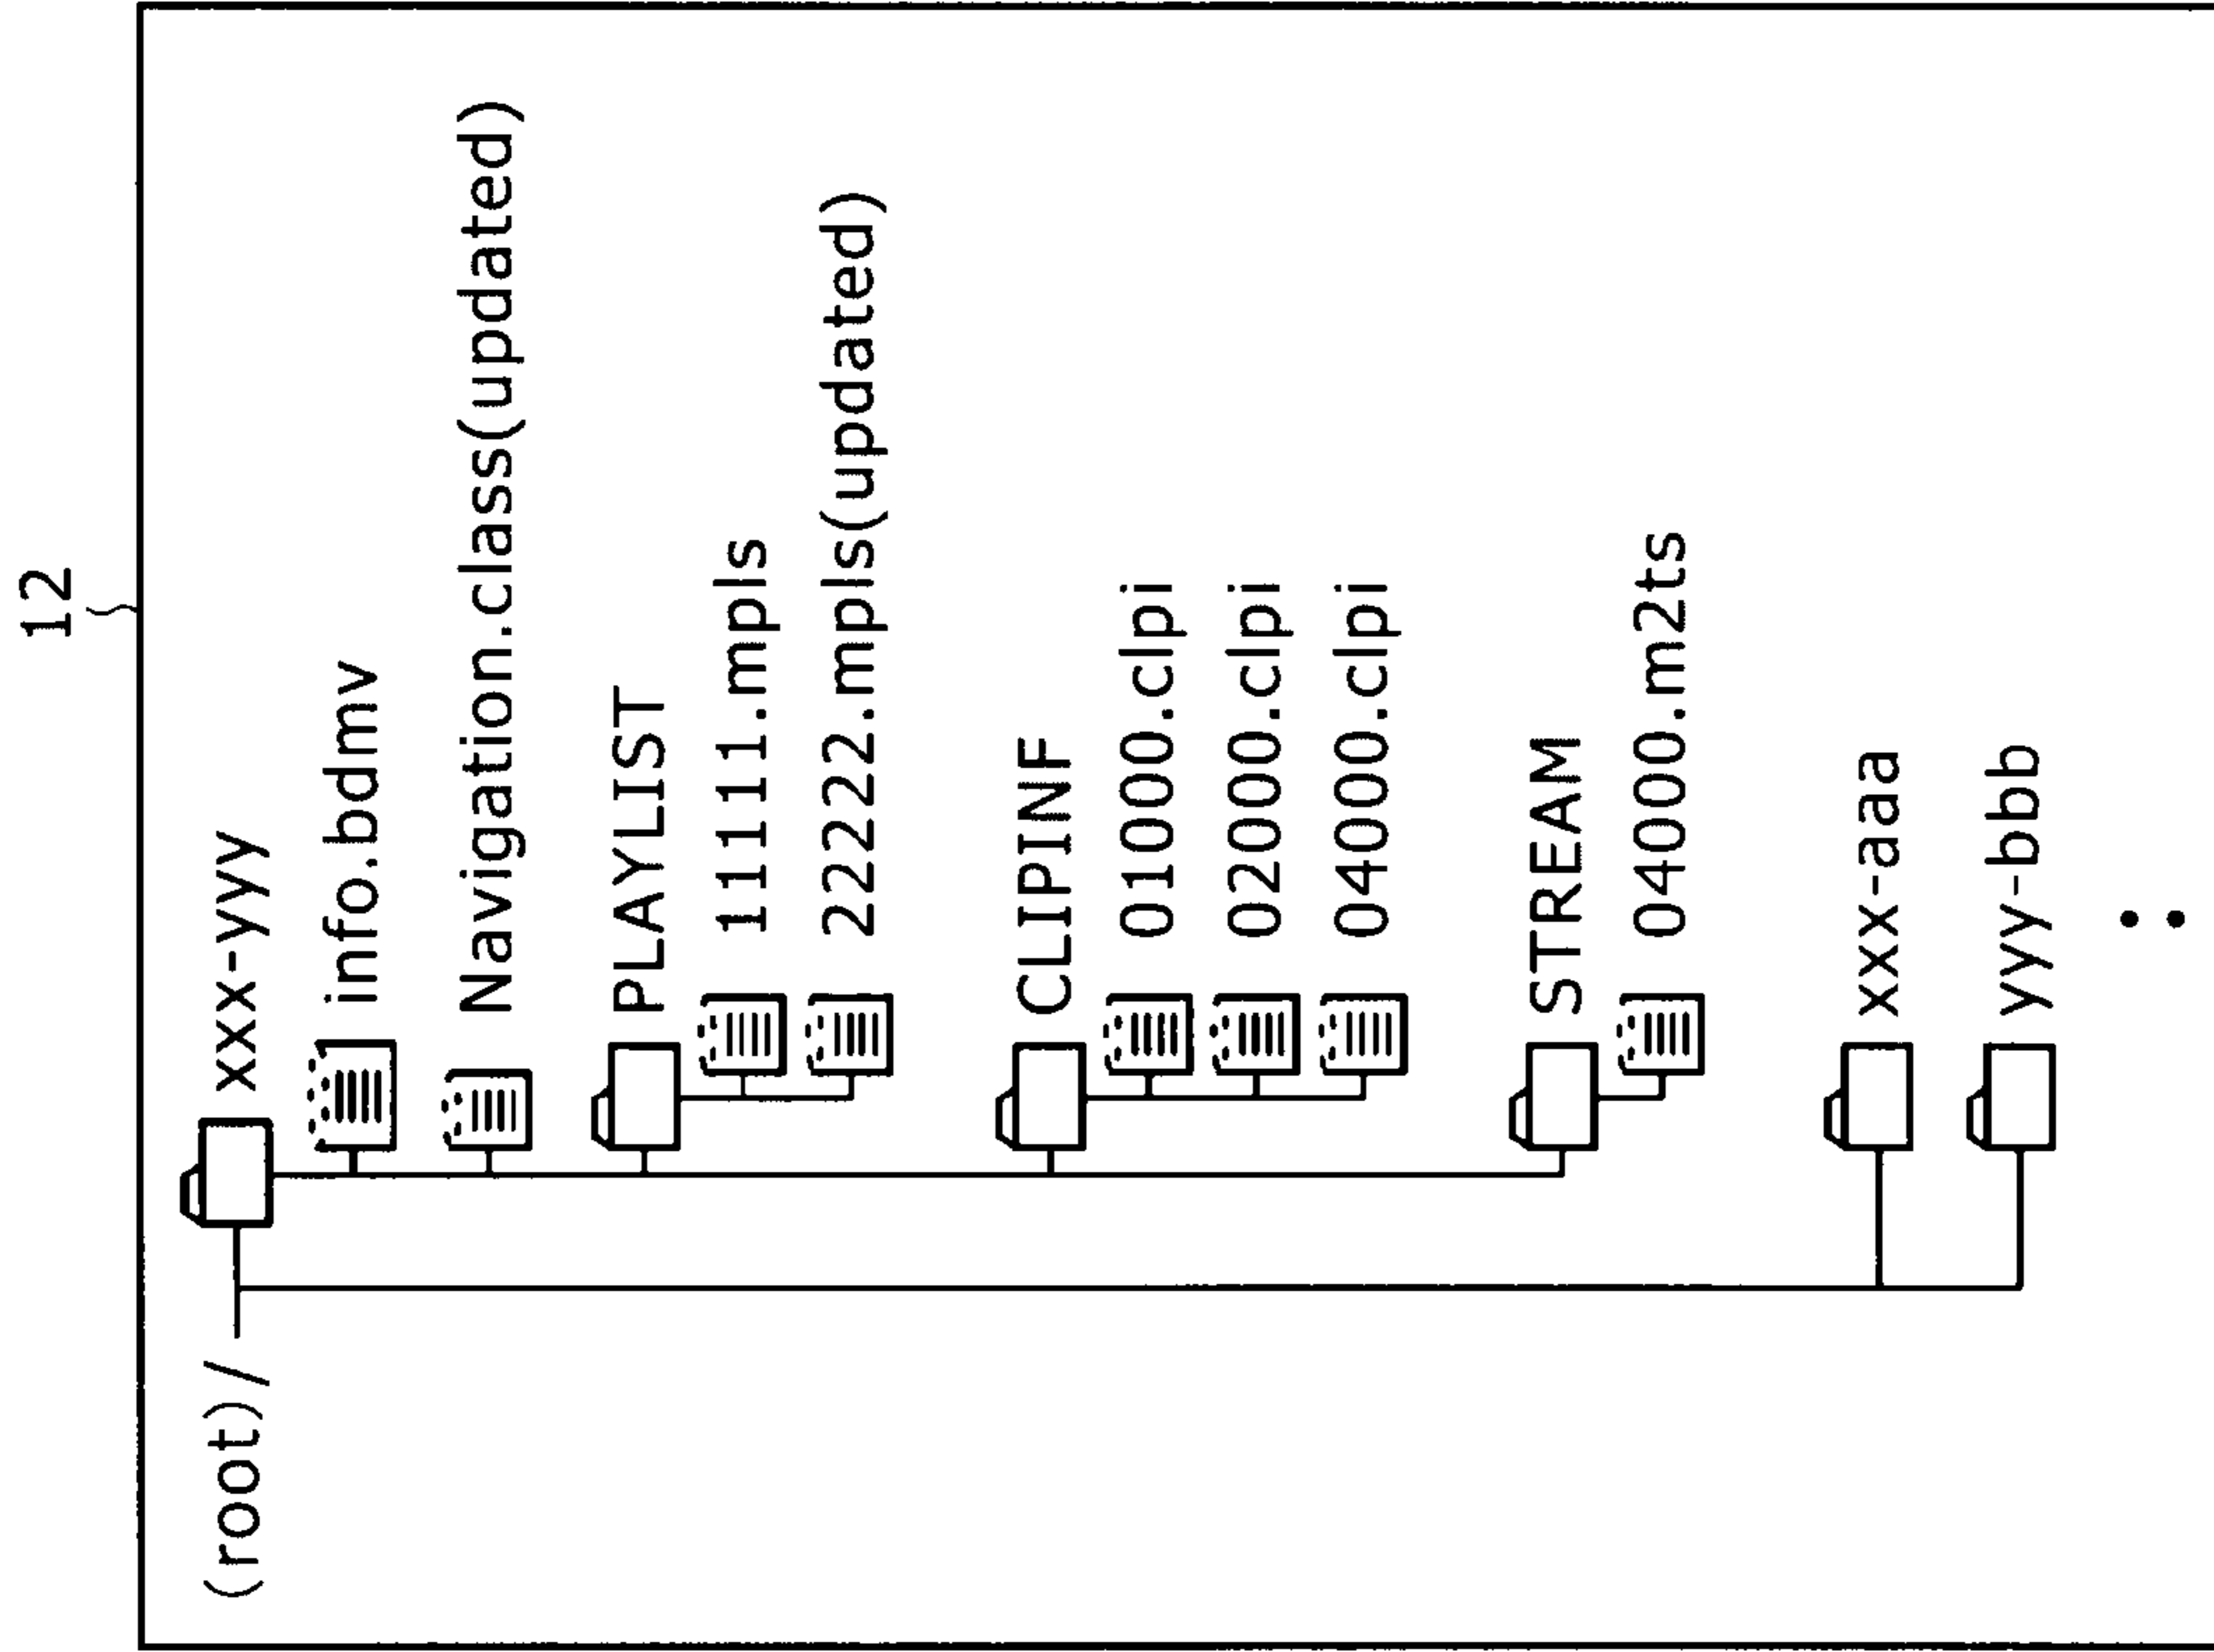 12
(root)/
xxx-yyy
info.bdmv
Navigation.class(updated)
PLAYLIST
11111.mpls
22222.mpls(updated)
CLIPINF
01000.clpi
02000.clpi
04000.clpi
STREAM
04000.m2ts
xxx-aaa
yyy-bbb